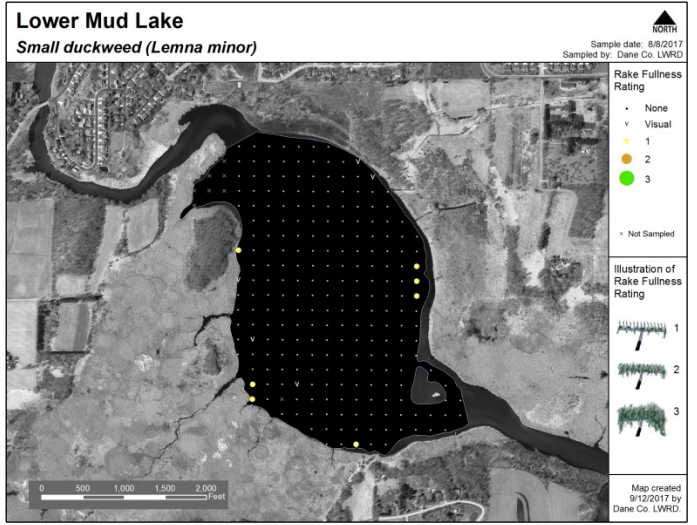 Lower Mud Lake
Small duckweed (Lemna minor)
NORTH
Sample date: 8/8/2017
Sampled by: Dane Co. LWRD
Rake Fullness
Rating
None
v Visual
1
2
3
× Not Sampled
Illustration of
Rake Fullness
Rating
1
2
3
0 500 1,000 1,500 2,000
Feet
Map created
9/12/2017 by
Dane Co. LWRD.